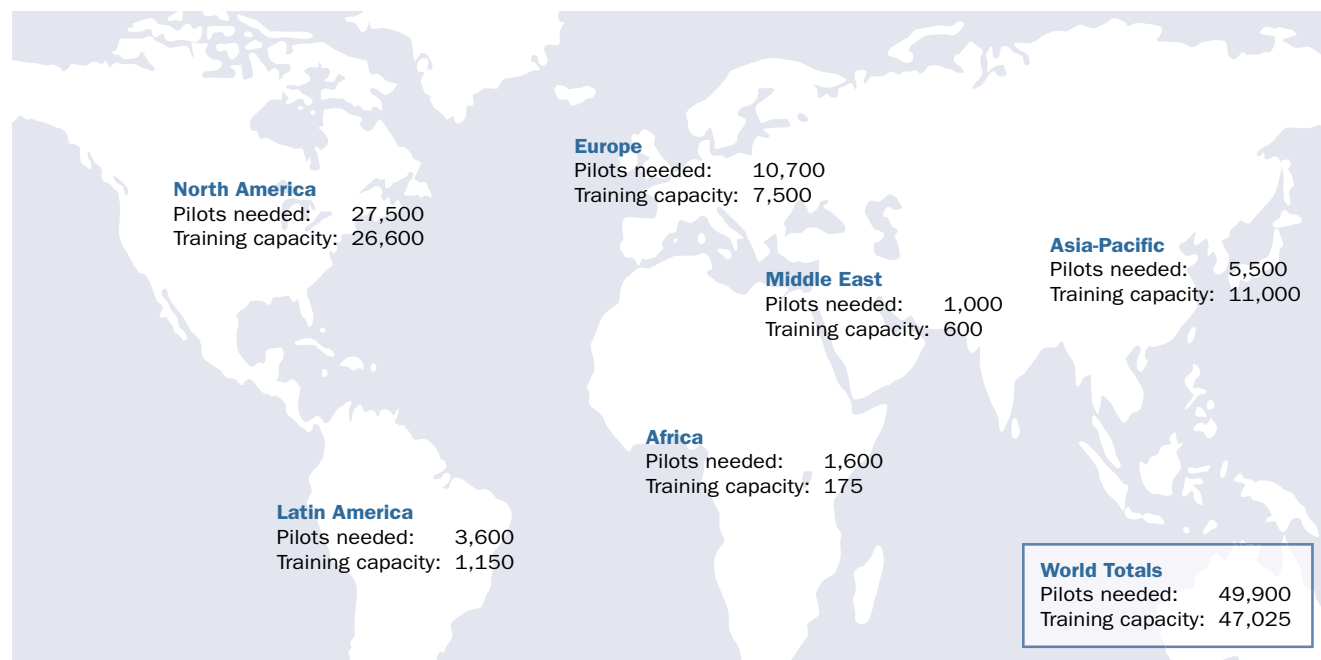 Europe
Pilots needed: 10,700
Training capacity: 7,500
North America
Pilots needed: 27,500
Training capacity: 26,600
Asia-Pacific
Pilots needed: 5,500
Training capacity: 11,000
Middle East
Pilots needed: 1,000
Training capacity: 600
Africa
Pilots needed: 1,600
Training capacity: 175
Latin America
Pilots needed: 3,600
Training capacity: 1,150
World Totals
Pilots needed: 49,900
Training capacity: 47,025